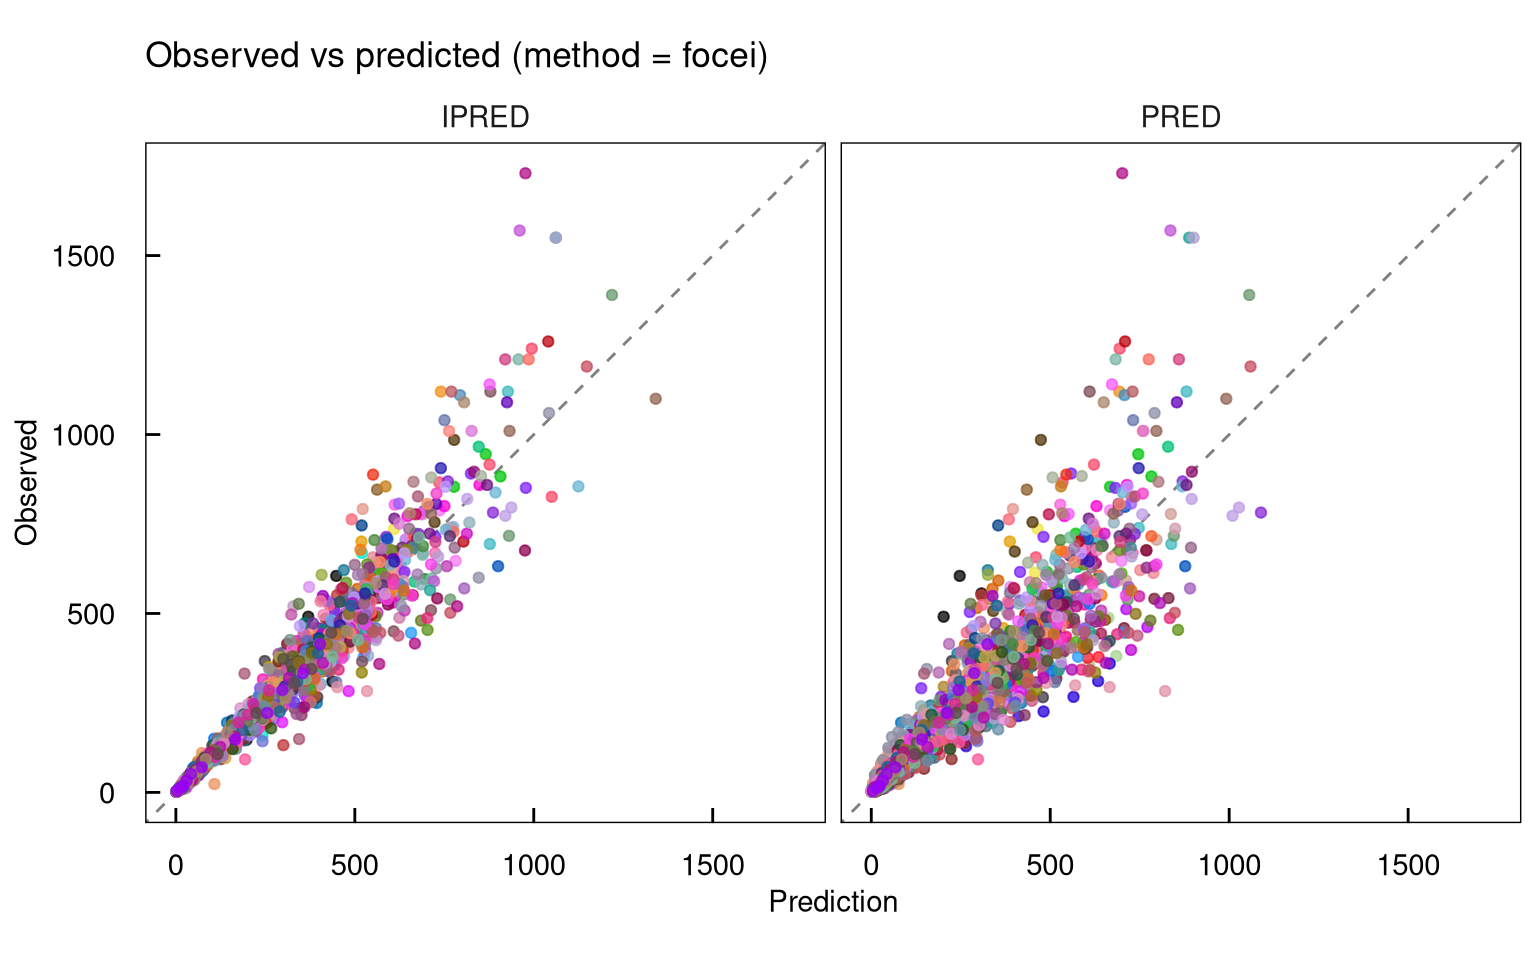 Observed vs predicted (method = focei)
IPRED PRED
1500
1000
500
0
Observed
0 500 1000 1500 0 500 1000 1500
Prediction